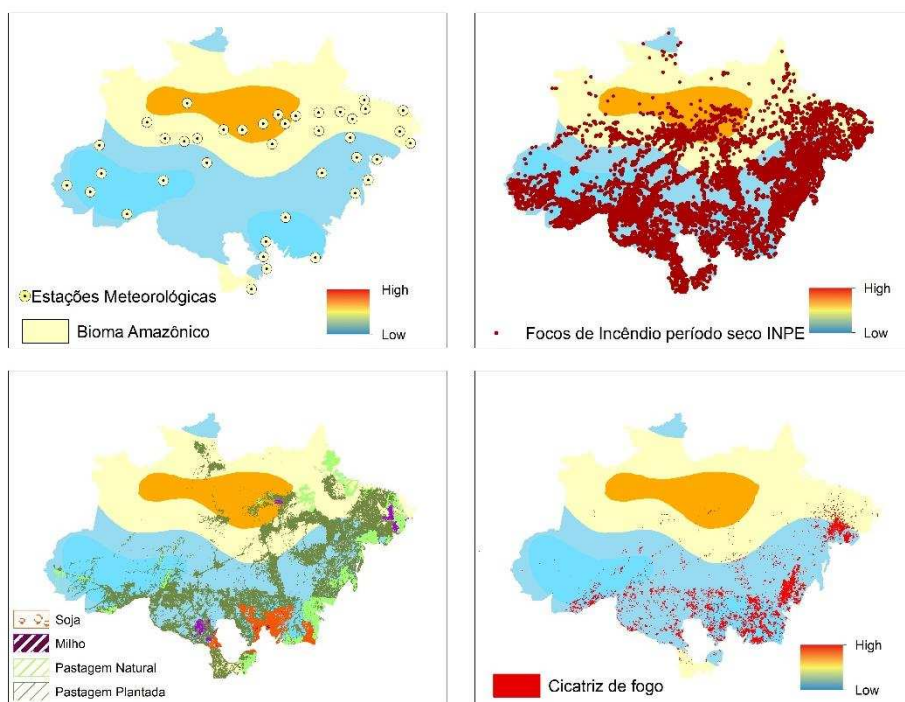 Estações Meteorológicas
Bioma Amazônico
High
Low
Focos de Incêndio período seco INPE
High
Low
Soja
Milho
Pastagem Natural
Pastagem Plantada
Cicatriz de fogo
High
Low